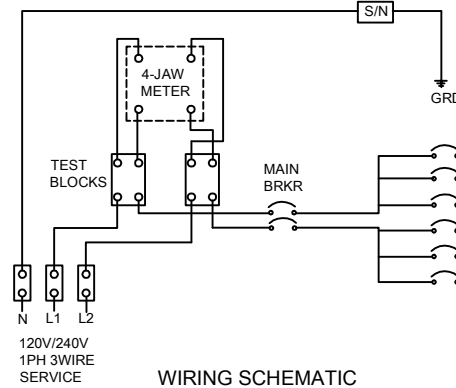 S/N
GRD
4-JAW
METER
TEST
BLOCKS
MAIN
BRKR
N
L1
L2
120V/240V
1PH 3WIRE
SERVICE
WIRING SCHEMATIC